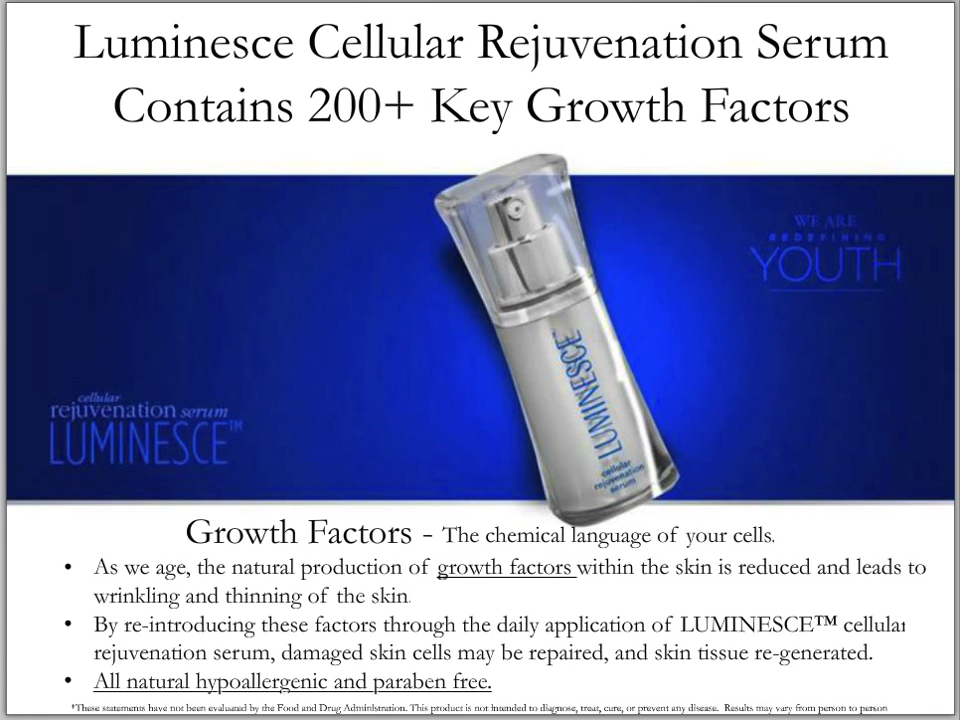 Luminesce Cellular Rejuvenation Serum
Contains 200+ Key Growth Factors
WE ARE
REDEFINING
YOUTH
LUMINESCE™
cellular
rejuvenation
serum
cellular
rejuvenation serum
LUMINESCE™
Growth Factors - The chemical language of your cells.
• As we age, the natural production of growth factors within the skin is reduced and leads to
wrinkling and thinning of the skin.
• By re-introducing these factors through the daily application of LUMINESCE™ cellular
rejuvenation serum, damaged skin cells may be repaired, and skin tissue re-generated.
• All natural hypoallergenic and paraben free.
*These statements have not been evaluated by the Food and Drug Administration. This product is not intended to diagnose, treat, cure, or prevent any disease. Results may vary from person to person